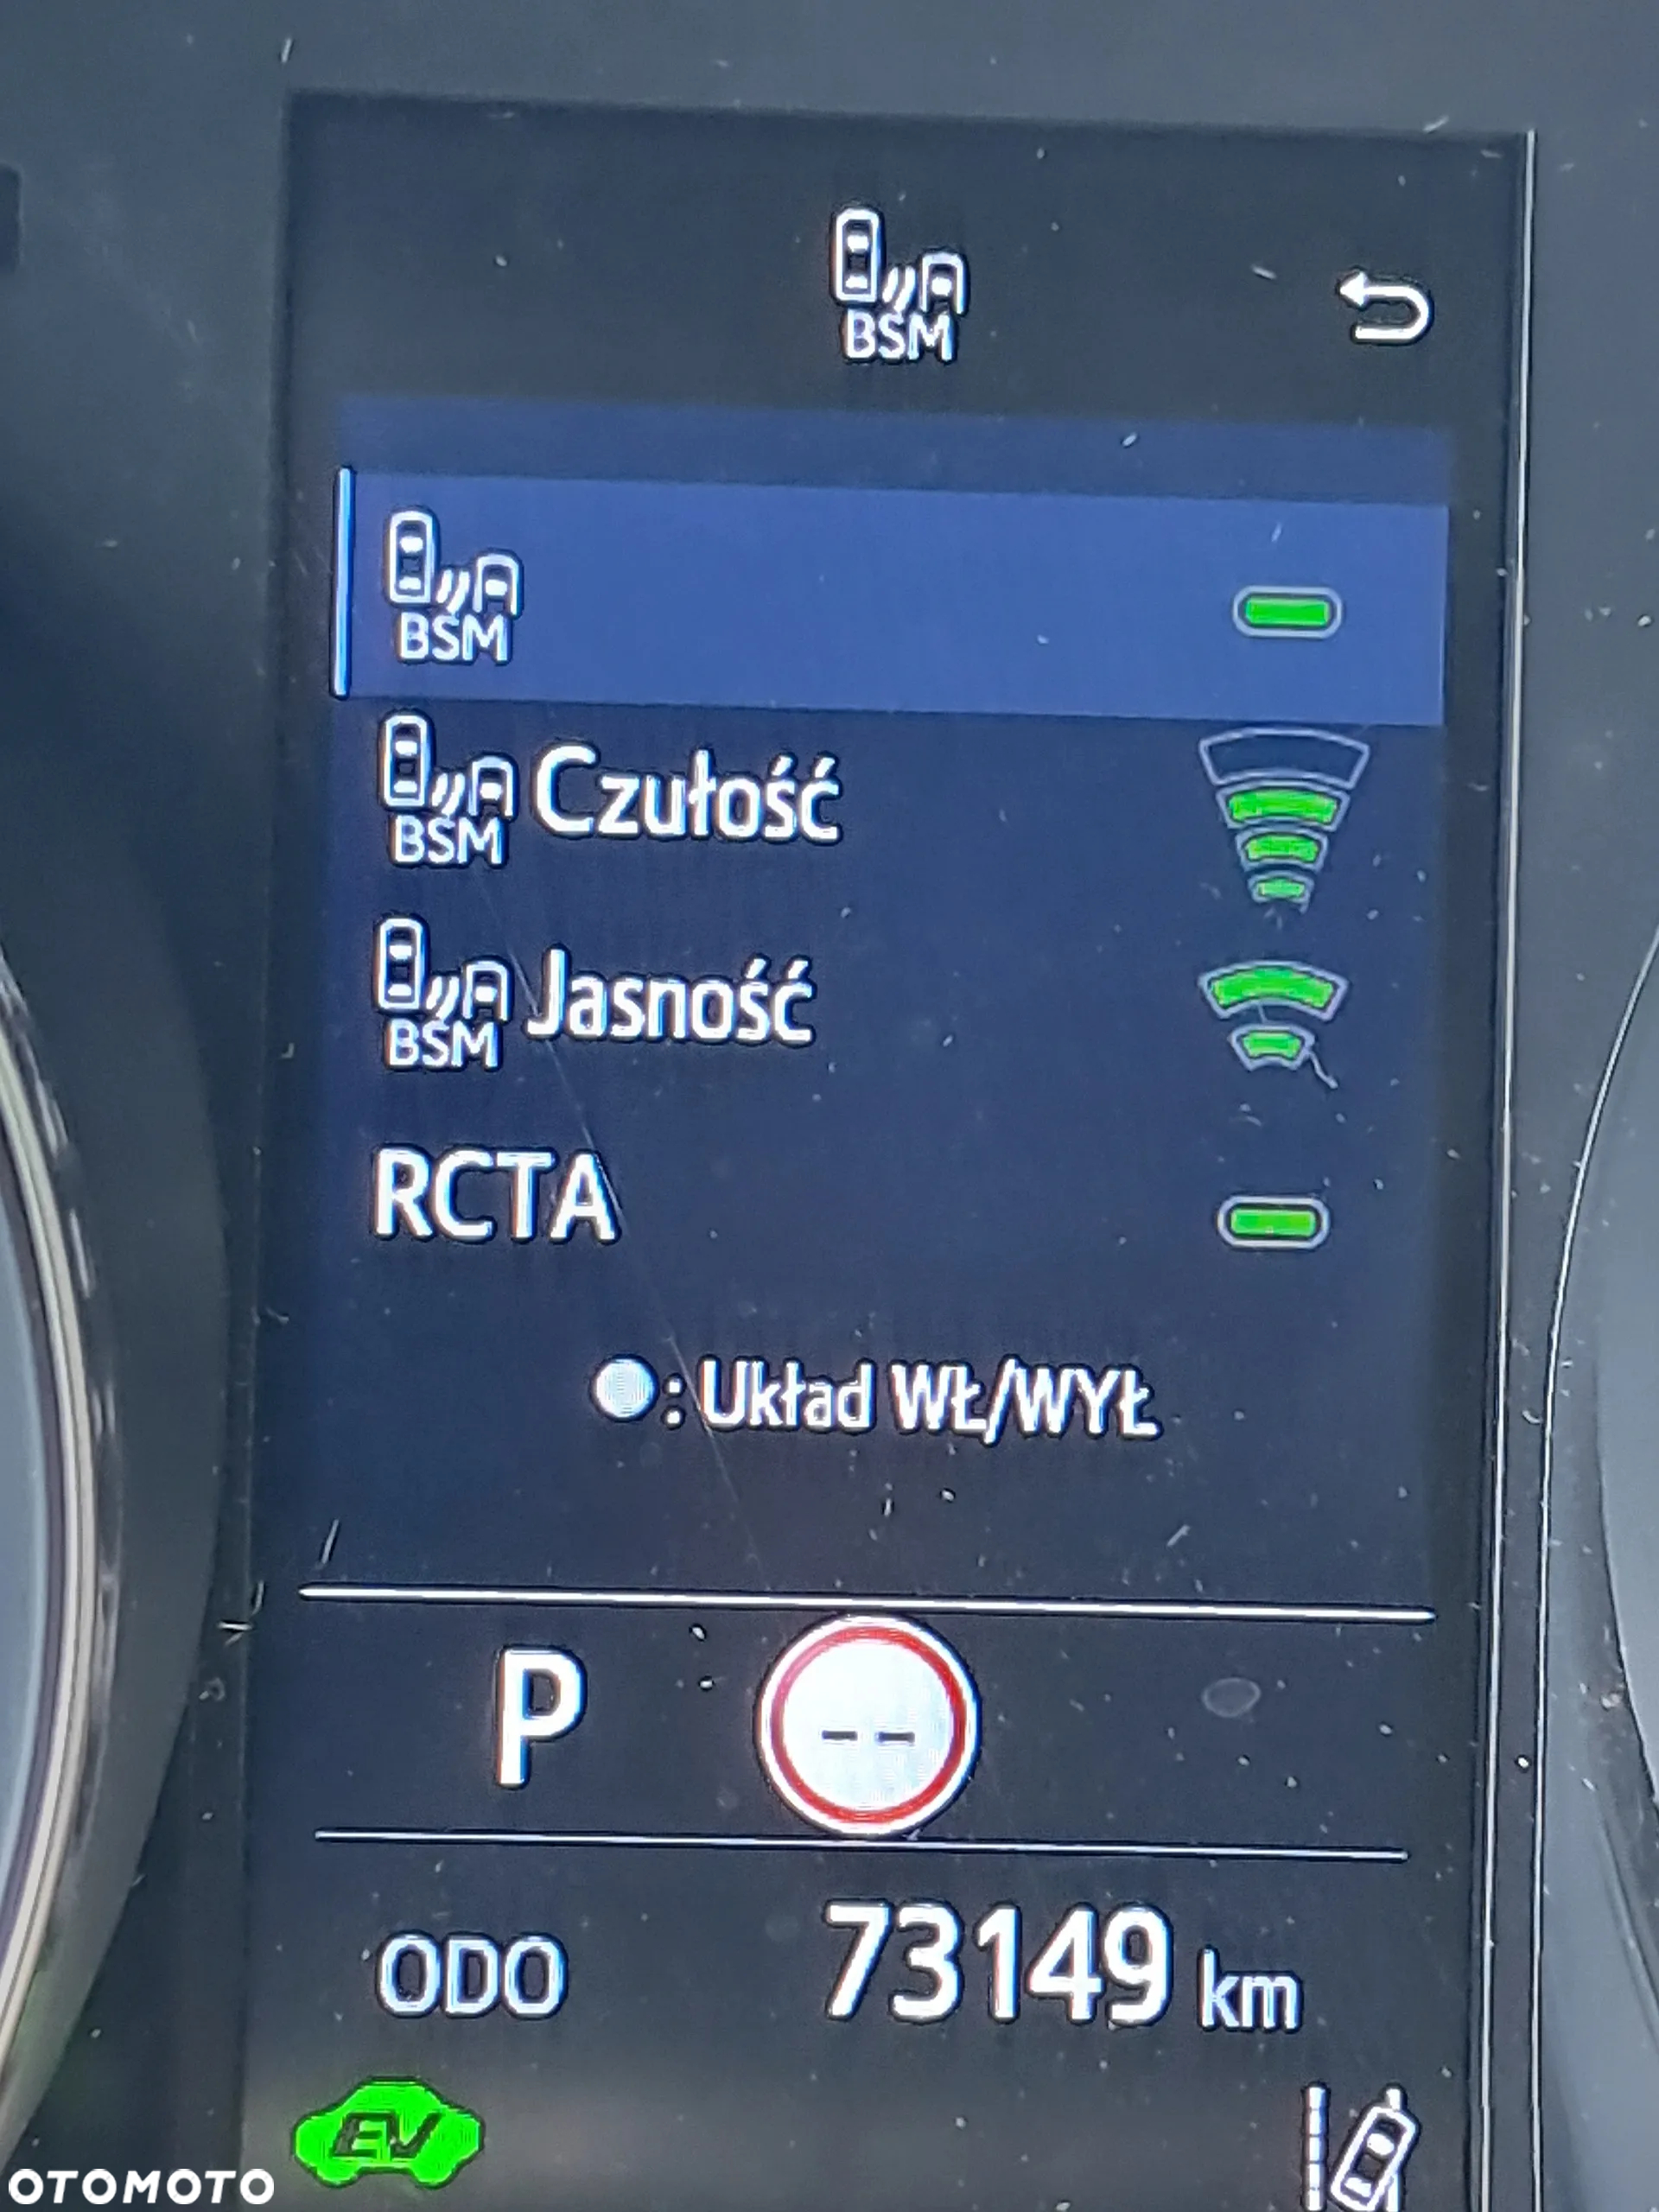 BSM
BSM
BSM Czułość
BSM Jasność
RCTA
: Układ WŁ/WYŁ
P
--
ODO 73149 km
EV
OTOMOTO